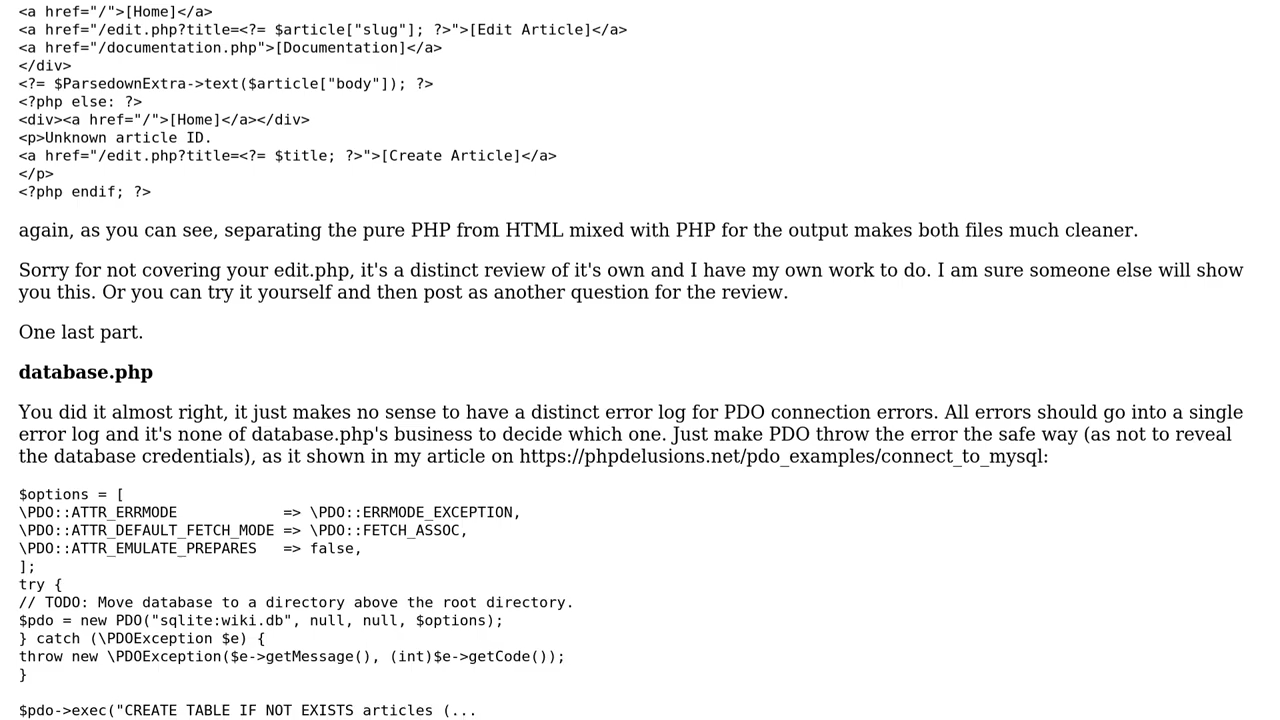 <a href="/">[Home]</a>
<a href="/edit.php?title=<?= $article["slug"]; ?>">[Edit Article]</a>
<a href="/documentation.php">[Documentation]</a>
</div>
<?= $ParsedownExtra->text($article["body"]); ?>
<?php else: ?>
<div><a href="/">[Home]</a></div>
<p>Unknown article ID.
<a href="/edit.php?title=<?= $title; ?>">[Create Article]</a>
</p>
<?php endif; ?>
again, as you can see, separating the pure PHP from HTML mixed with PHP for the output makes both files much cleaner.
Sorry for not covering your edit.php, it's a distinct review of it's own and I have my own work to do. I am sure someone else will show
you this. Or you can try it yourself and then post as another question for the review.
One last part.
database.php
You did it almost right, it just makes no sense to have a distinct error log for PDO connection errors. All errors should go into a single
error log and it's none of database.php's business to decide which one. Just make PDO throw the error the safe way (as not to reveal
the database credentials), as it shown in my article on https://phpdelusions.net/pdo_examples/connect_to_mysql:
$options = [
\PDO::ATTR_ERRMODE            => \PDO::ERRMODE_EXCEPTION,
\PDO::ATTR_DEFAULT_FETCH_MODE => \PDO::FETCH_ASSOC,
\PDO::ATTR_EMULATE_PREPARES   => false,
];
try {
// TODO: Move database to a directory above the root directory.
$pdo = new PDO("sqlite:wiki.db", null, null, $options);
} catch (\PDOException $e) {
throw new \PDOException($e->getMessage(), (int)$e->getCode());
}
$pdo->exec("CREATE TABLE IF NOT EXISTS articles (...